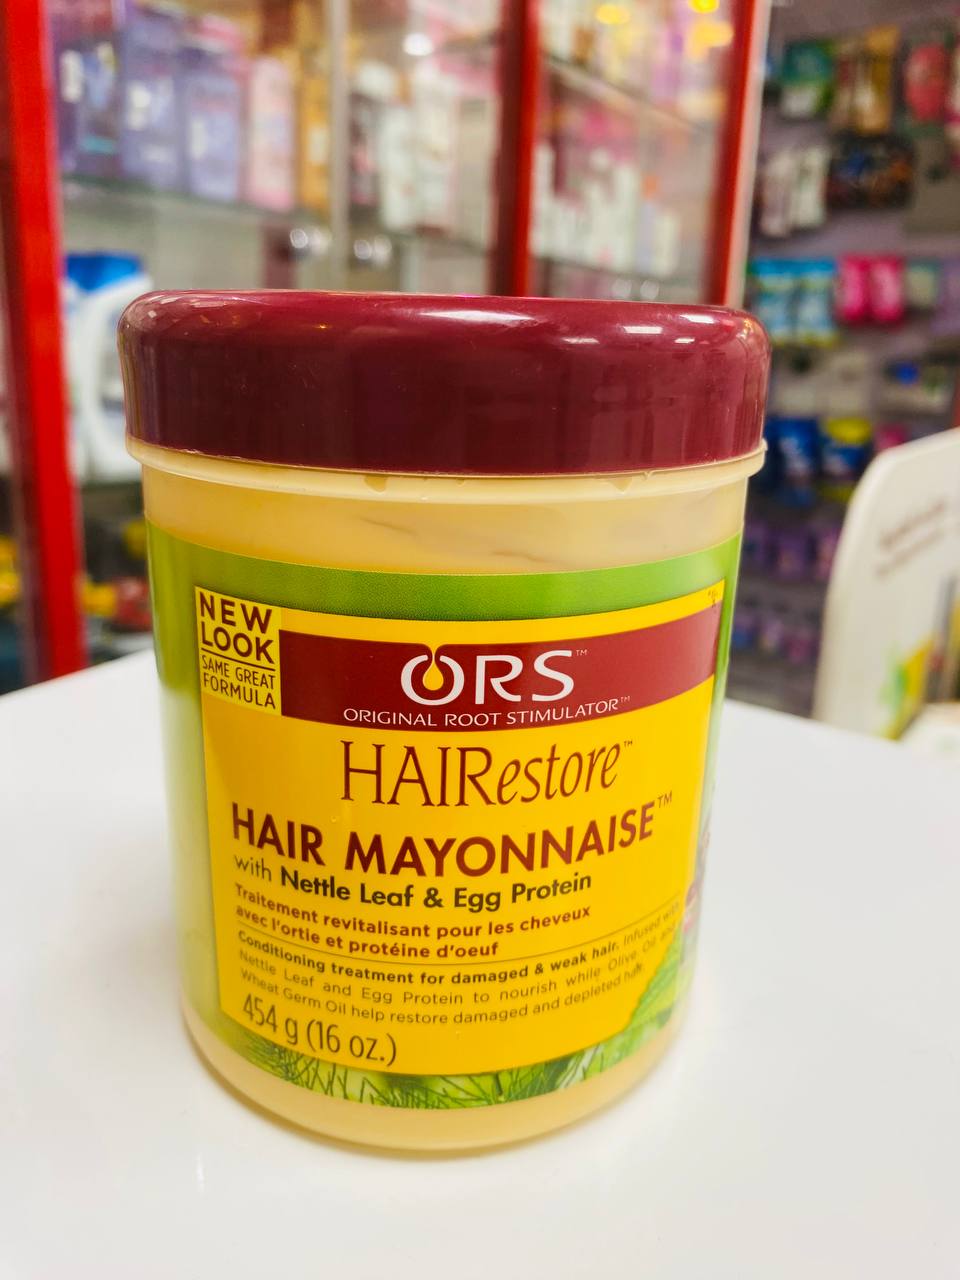 NEW
LOOK
SAME GREAT
FORMULA
ORS™
ORIGINAL ROOT STIMULATOR™
HAIRestore™
HAIR MAYONNAISE™
with Nettle Leaf & Egg Protein
Traitement revitalisant pour les cheveux
avec l'ortie et protéine d'oeuf
Conditioning treatment for damaged & weak hair. Infused with
Nettle Leaf and Egg Protein to nourish while Olive Oil and
Wheat Germ Oil help restore damaged and depleted hair.
454 g (16 oz.)